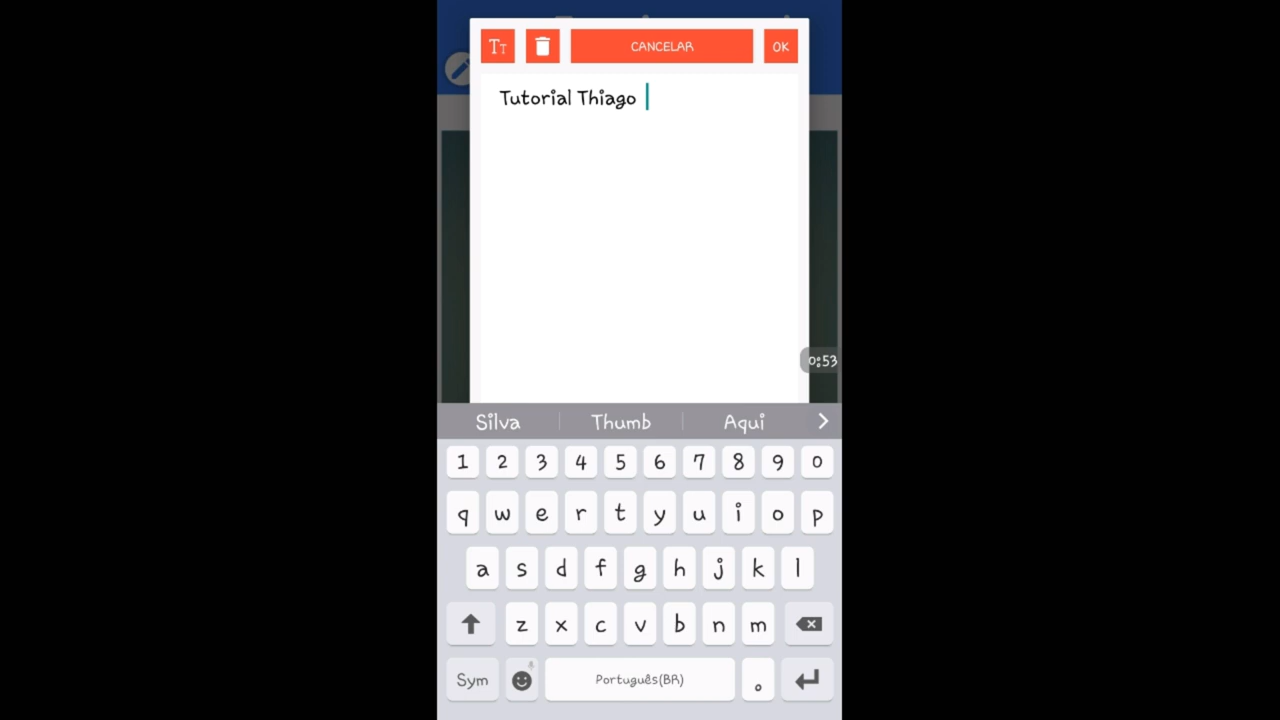 TT CANCELAR OK
Tutorial Thiago
0:53
Silva Thumb Aqui
1 2 3 4 5 6 7 8 9 0
q w e r t y u i o p
a s d f g h j k l
z x c v b n m
Sym Português(BR) .